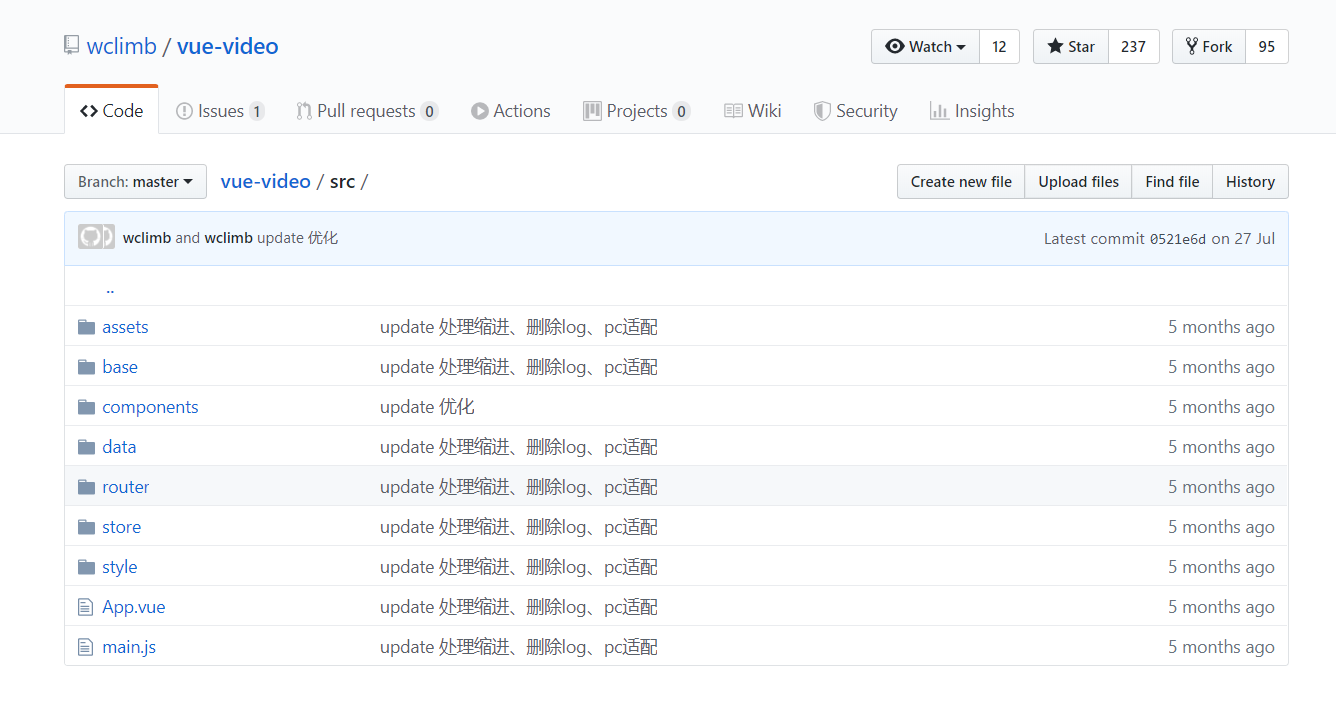 wclimb / vue-video Watch 12 Star 237 Fork 95
Code Issues 1 Pull requests 0 Actions Projects 0 Wiki Security Insights
Branch: master vue-video / src / Create new file Upload files Find file History
wclimb and wclimb update 优化 Latest commit 0521e6d on 27 Jul
..
assets update 处理缩进、删除log、pc适配 5 months ago
base update 处理缩进、删除log、pc适配 5 months ago
components update 优化 5 months ago
data update 处理缩进、删除log、pc适配 5 months ago
router update 处理缩进、删除log、pc适配 5 months ago
store update 处理缩进、删除log、pc适配 5 months ago
style update 处理缩进、删除log、pc适配 5 months ago
App.vue update 处理缩进、删除log、pc适配 5 months ago
main.js update 处理缩进、删除log、pc适配 5 months ago